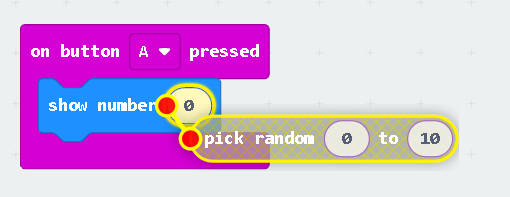 on button A pressed
show number 0
pick random 0 to 10